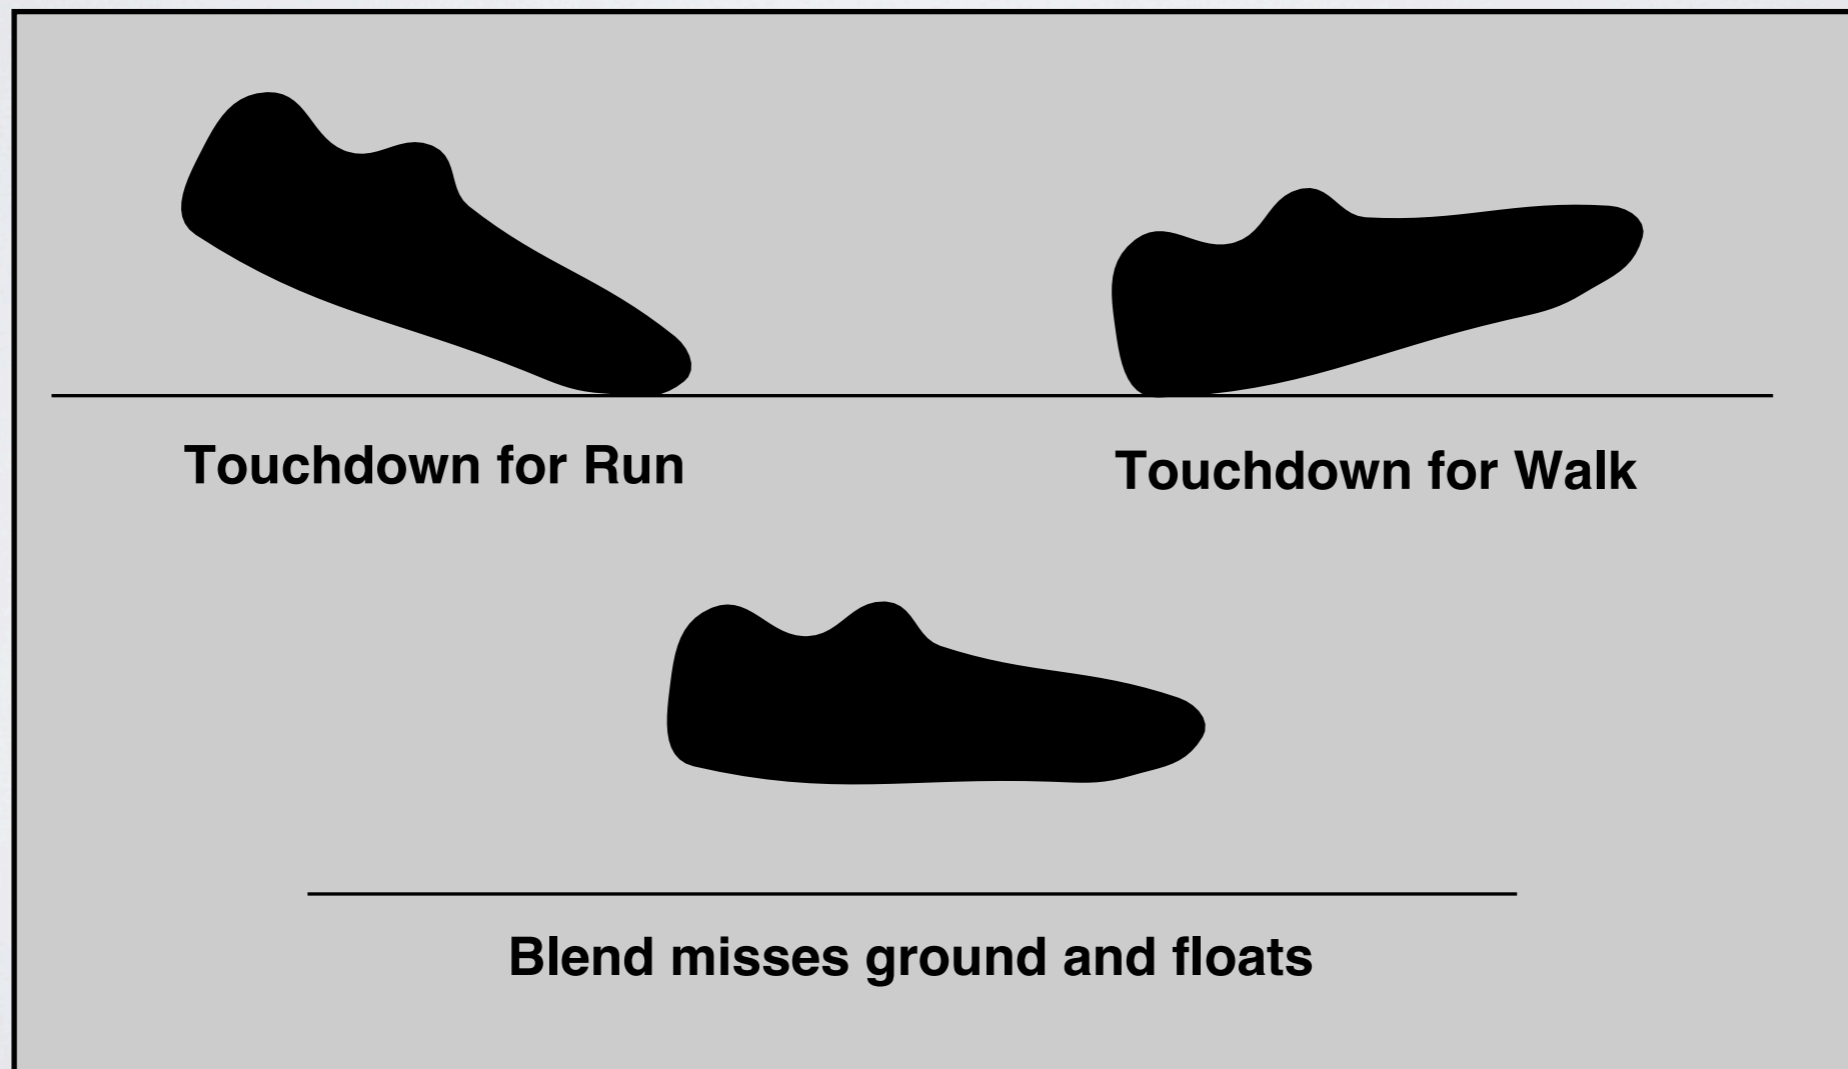 Touchdown for Run
Touchdown for Walk
Blend misses ground and floats